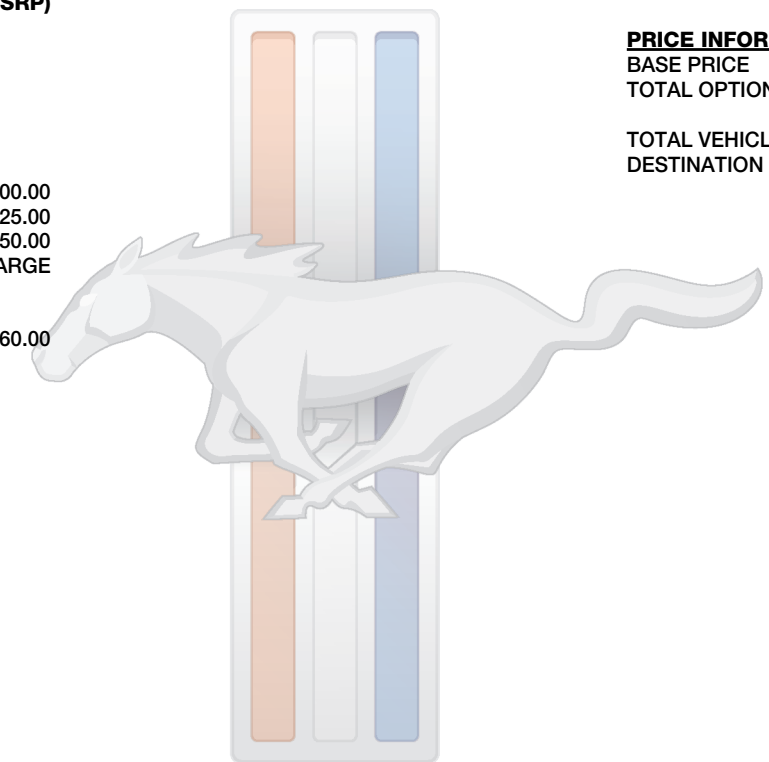 SRP)
00.00
25.00
50.00
ARGE
60.00
PRICE INFOR
BASE PRICE
TOTAL OPTION
TOTAL VEHICL
DESTINATION